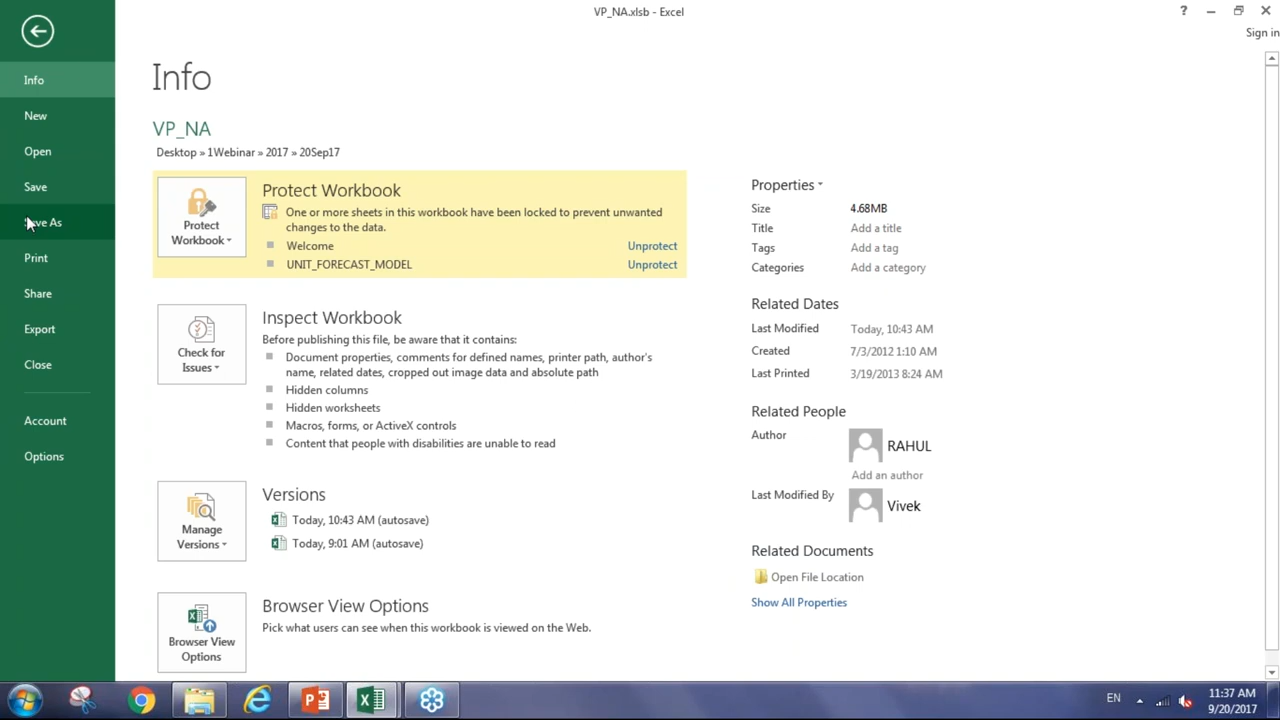 VP_NA.xlsb - Excel
?
Sign in
Info
New
Open
Save
Save As
Print
Share
Export
Close
Account
Options
Info
VP_NA
Desktop » 1Webinar » 2017 » 20Sep17
Protect
Workbook
Protect Workbook
One or more sheets in this workbook have been locked to prevent unwanted
changes to the data.
Welcome Unprotect
UNIT_FORECAST_MODEL Unprotect
Check for
Issues
Inspect Workbook
Before publishing this file, be aware that it contains:
Document properties, comments for defined names, printer path, author's
name, related dates, cropped out image data and absolute path
Hidden columns
Hidden worksheets
Macros, forms, or ActiveX controls
Content that people with disabilities are unable to read
Manage
Versions
Versions
Today, 10:43 AM (autosave)
Today, 9:01 AM (autosave)
Browser View
Options
Browser View Options
Pick what users can see when this workbook is viewed on the Web.
Properties
Size 4.68MB
Title Add a title
Tags Add a tag
Categories Add a category
Related Dates
Last Modified Today, 10:43 AM
Created 7/3/2012 1:10 AM
Last Printed 3/19/2013 8:24 AM
Related People
Author RAHUL
Add an author
Last Modified By Vivek
Related Documents
Open File Location
Show All Properties
EN
11:37 AM
9/20/2017